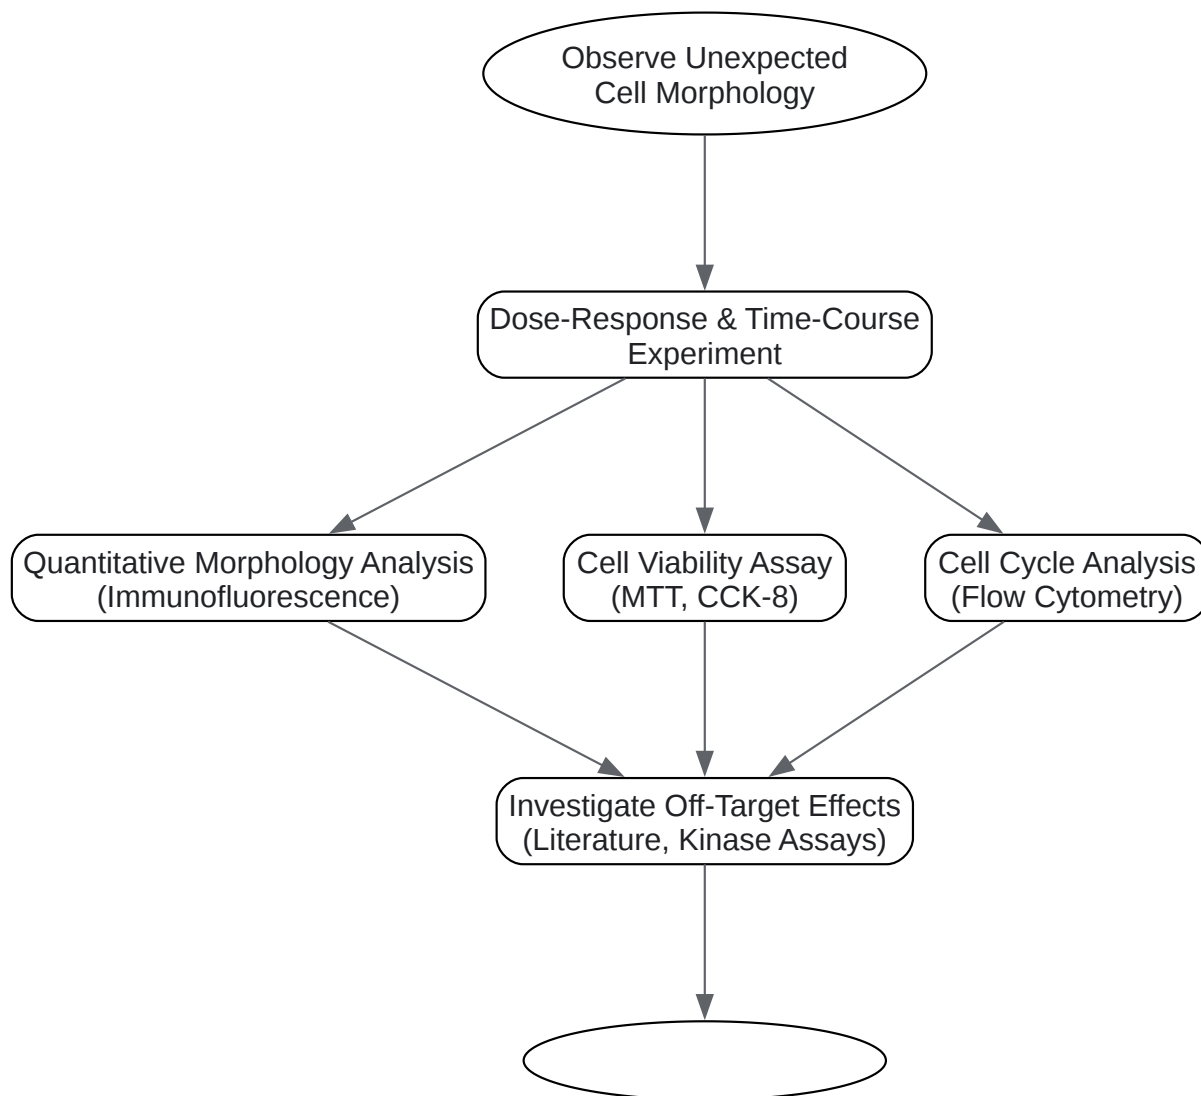 Observe Unexpected
Cell Morphology
Dose-Response & Time-Course
Experiment
Quantitative Morphology Analysis
(Immunofluorescence)
Cell Viability Assay
(MTT, CCK-8)
Cell Cycle Analysis
(Flow Cytometry)
Investigate Off-Target Effects
(Literature, Kinase Assays)